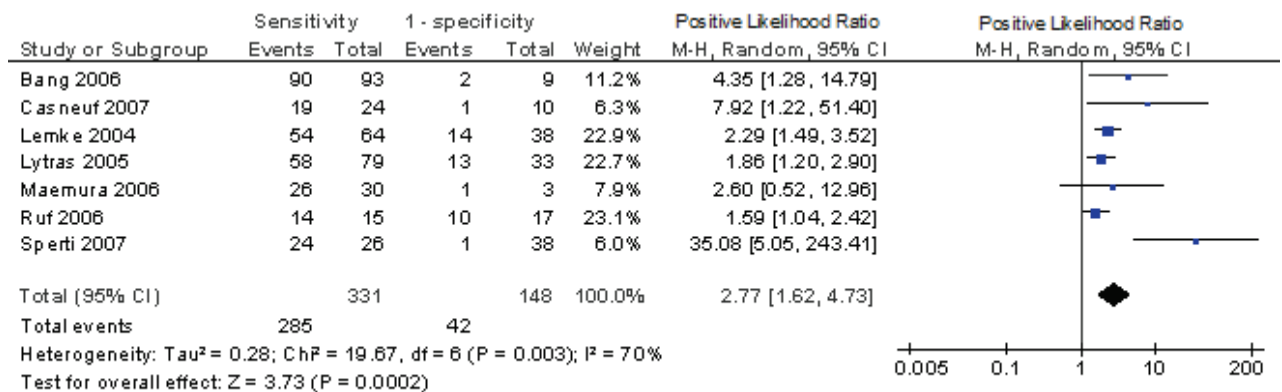 Sensitivity 1 - specificity Positive Likelihood Ratio Positive Likelihood Ratio
Study or Subgroup Events Total Events Total Weight M-H, Random, 95% CI M-H, Random, 95% CI
Bang 2006 90 93 2 9 11.2% 4.35 [1.28, 14.79]
Casneuf 2007 19 24 1 10 6.3% 7.92 [1.22, 51.40]
Lemke 2004 54 64 14 38 22.9% 2.29 [1.49, 3.52]
Lytras 2005 58 79 13 33 22.7% 1.86 [1.20, 2.90]
Maemura 2006 26 30 1 3 7.9% 2.60 [0.52, 12.96]
Ruf 2006 14 15 10 17 23.1% 1.59 [1.04, 2.42]
Sperti 2007 24 26 1 38 6.0% 35.08 [5.05, 243.41]
Total (95% CI) 331 148 100.0% 2.77 [1.62, 4.73]
Total events 285 42
Heterogeneity: Tau² = 0.28; Chi² = 19.67, df = 6 (P = 0.003); I² = 70%
Test for overall effect: Z = 3.73 (P = 0.0002)
0.005 0.1 1 10 200